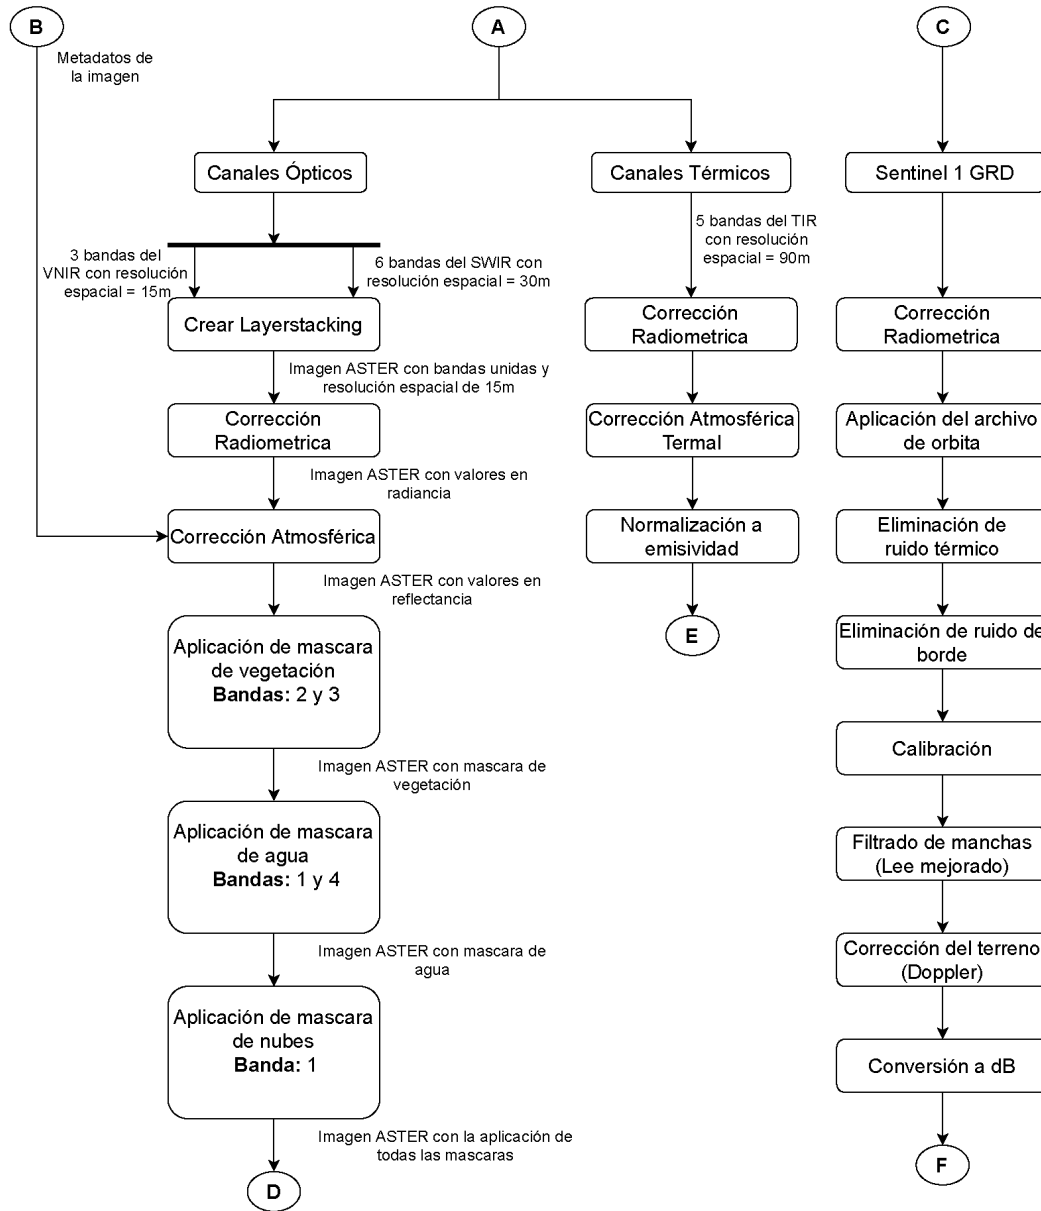 B
A
C
Metadatos de
la imagen
Canales Ópticos
Canales Térmicos
Sentinel 1 GRD
3 bandas del
VNIR con resolución
espacial = 15m
6 bandas del SWIR con
resolución espacial = 30m
5 bandas del TIR
con resolución
espacial = 90m
Crear Layerstacking
Corrección
Radiometrica
Corrección
Radiometrica
Imagen ASTER con bandas unidas y
resolución espacial de 15m
Corrección
Radiometrica
Corrección Atmosférica
Termal
Aplicación del archivo
de orbita
Imagen ASTER con valores en
radiancia
Corrección Atmosférica
Normalización a
emisividad
Eliminación de
ruido térmico
Imagen ASTER con valores en
reflectancia
E
Eliminación de ruido de
borde
Aplicación de mascara
de vegetación
Bandas: 2 y 3
Calibración
Imagen ASTER con mascara de
vegetación
Aplicación de mascara
de agua
Bandas: 1 y 4
Filtrado de manchas
(Lee mejorado)
Imagen ASTER con mascara de
agua
Corrección del terreno
(Doppler)
Aplicación de mascara
de nubes
Banda: 1
Conversión a dB
Imagen ASTER con la aplicación de
todas las mascaras
D
F